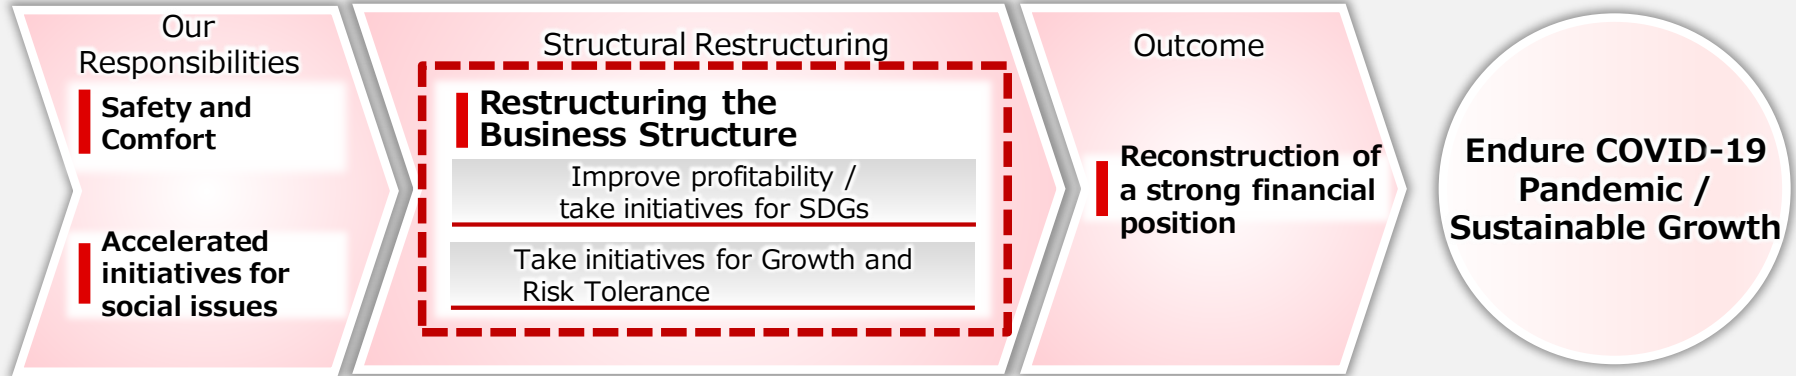 Our
Responsibilities
Safety and
Comfort
Accelerated
initiatives for
social issues
Structural Restructuring
Restructuring the
Business Structure
Improve profitability /
take initiatives for SDGs
Take initiatives for Growth and
Risk Tolerance
Outcome
Reconstruction of
a strong financial
position
Endure COVID-19
Pandemic /
Sustainable Growth